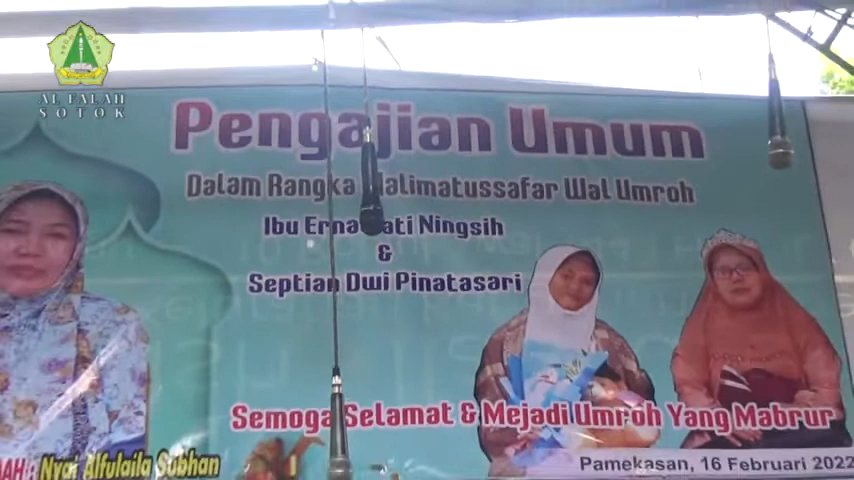 AL FALAH
SOTOK
Pengajian Umum
Dalam Rangka Walimatussafar Wal Umroh
Ibu Ernawati Ningsih
&
Septian Dwi Pinatasari
Semoga Selamat & Mejadi Umroh Yang Mabrur
Nyai Alfulaila Subhan
Pamekasan, 16 Februari 2022